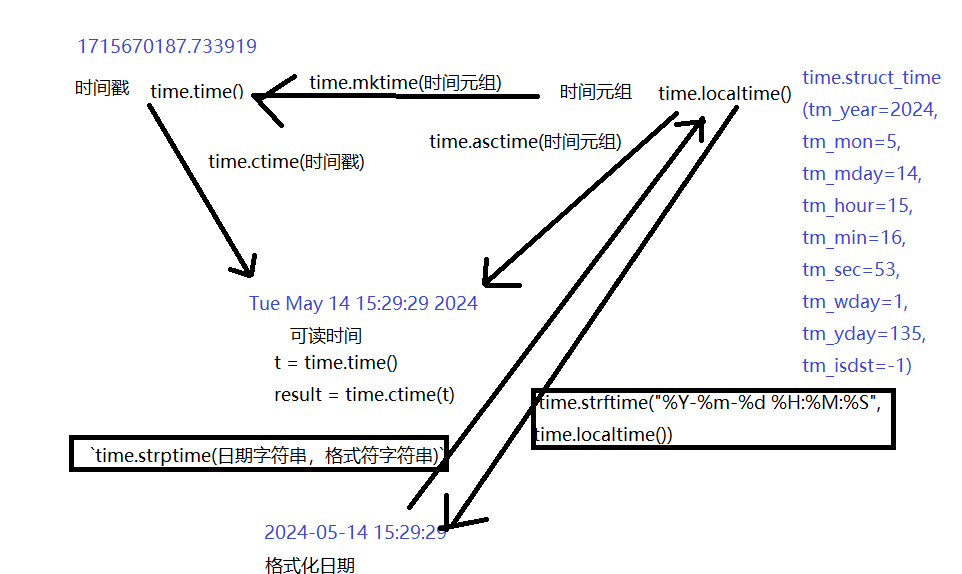 1715670187.733919
时间戳
time.time()
time.mktime(时间元组)
时间元组
time.localtime()
time.struct_time
(tm_year=2024,
tm_mon=5,
tm_mday=14,
tm_hour=15,
tm_min=16,
tm_sec=53,
tm_wday=1,
tm_yday=135,
tm_isdst=-1)
time.ctime(时间戳)
time.asctime(时间元组)
Tue May 14 15:29:29 2024
可读时间
t = time.time()
result = time.ctime(t)
time.strftime("%Y-%m-%d %H:%M:%S",
time.localtime())
`time.strptime(日期字符串，格式符字符串)`
2024-05-14 15:29:29
格式化日期